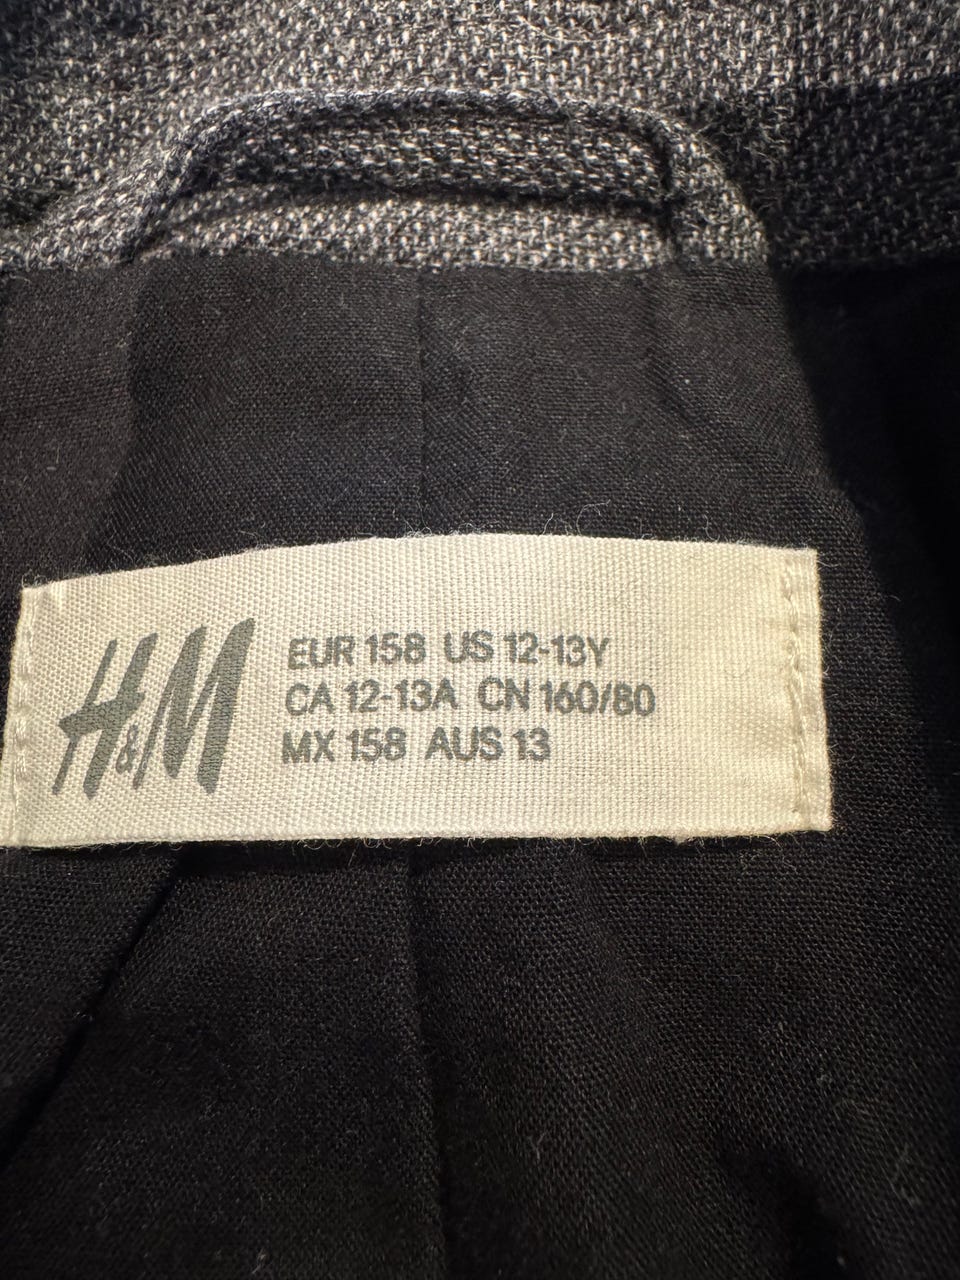 H&M
EUR 158 US 12-13Y
CA 12-13A CN 160/80
MX 158 AUS 13